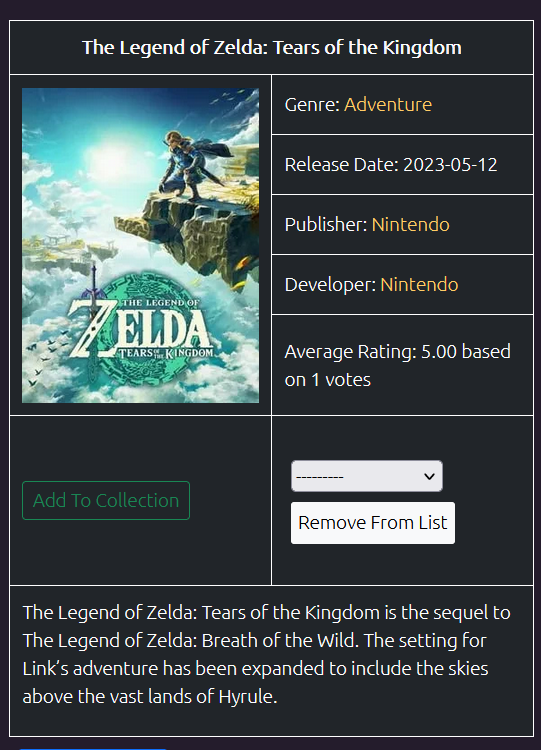 The Legend of Zelda: Tears of the Kingdom
THE LEGEND OF
ZELDA
TEARS OF THE KINGDOM
Genre: Adventure
Release Date: 2023-05-12
Publisher: Nintendo
Developer: Nintendo
Average Rating: 5.00 based
on 1 votes
Add To Collection
---------
Remove From List
The Legend of Zelda: Tears of the Kingdom is the sequel to
The Legend of Zelda: Breath of the Wild. The setting for
Link’s adventure has been expanded to include the skies
above the vast lands of Hyrule.